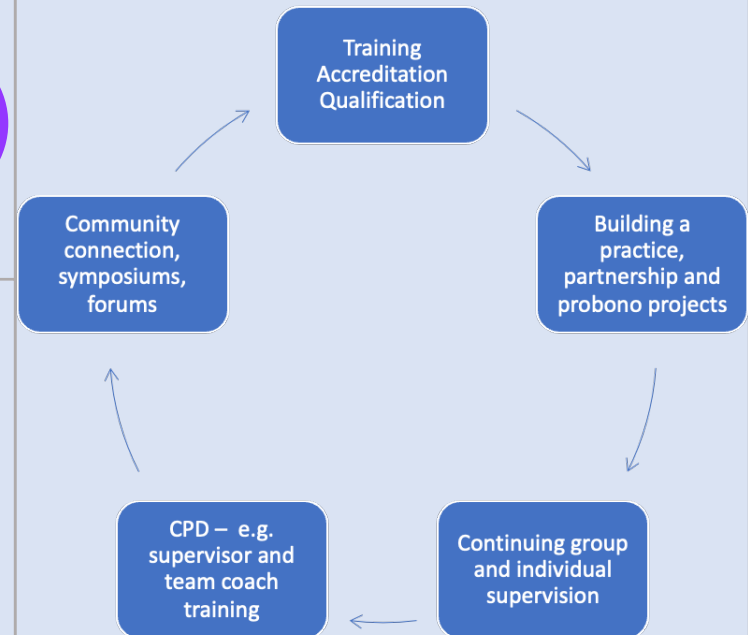 Training
Accreditation
Qualification
Building a
practice,
partnership and
probono projects
Continuing group
and individual
supervision
CPD – e.g.
supervisor and
team coach
training
Community
connection,
symposiums,
forums